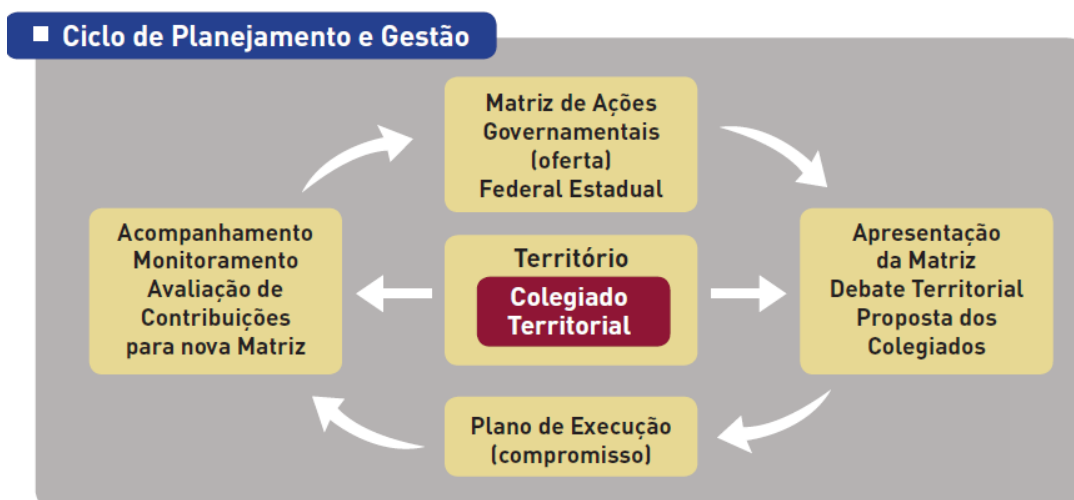 Ciclo de Planejamento e Gestão
Matriz de Ações
Governamentais
(oferta)
Federal Estadual
Acompanhamento
Monitoramento
Avaliação de
Contribuições
para nova Matriz
Território
Colegiado
Territorial
Apresentação
da Matriz
Debate Territorial
Proposta dos
Colegiados
Plano de Execução
(compromisso)